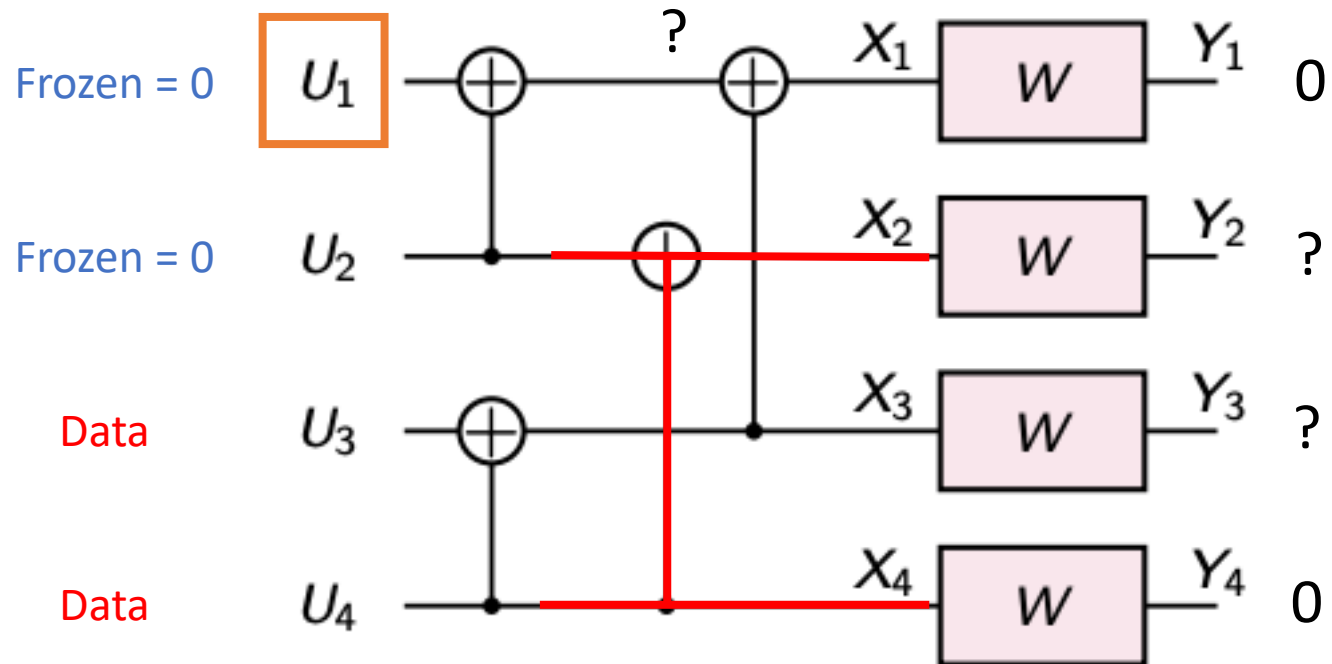 ?
Frozen = 0 U₁ X₁ W Y₁ 0
Frozen = 0 U₂ X₂ W Y₂ ?
Data U₃ X₃ W Y₃ ?
Data U₄ X₄ W Y₄ 0